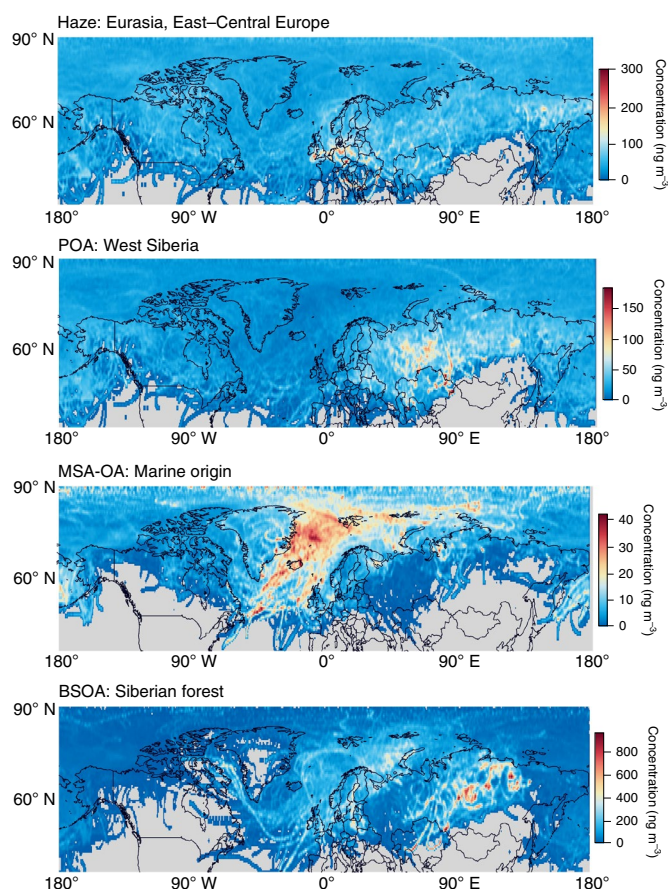 Haze: Eurasia, East–Central Europe
90° N
60° N
180°
90° W
0°
90° E
180°
300
200
100
0
Concentration (ng m⁻³)
POA: West Siberia
90° N
60° N
180°
90° W
0°
90° E
180°
150
100
50
0
Concentration (ng m⁻³)
MSA-OA: Marine origin
90° N
60° N
180°
90° W
0°
90° E
180°
40
30
20
10
0
Concentration (ng m⁻³)
BSOA: Siberian forest
90° N
60° N
180°
90° W
0°
90° E
180°
800
600
400
200
0
Concentration (ng m⁻³)